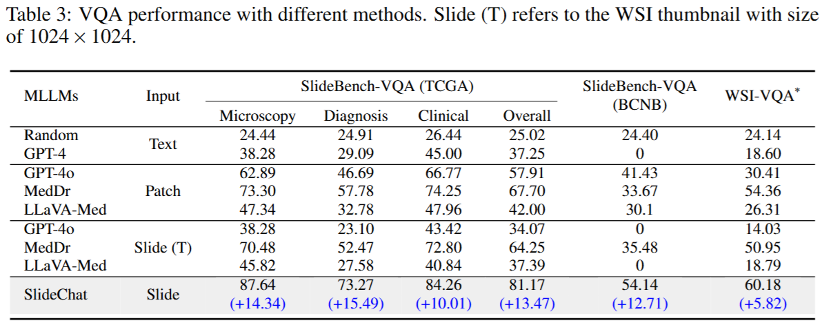 Table 3: VQA performance with different methods. Slide (T) refers to the WSI thumbnail with size
of 1024 × 1024.
MLLMs Input SlideBench-VQA (TCGA) SlideBench-VQA (BCNB) WSI-VQA*
Microscopy Diagnosis Clinical Overall
Random Text 24.44 24.91 26.44 25.02 24.40 24.14
GPT-4 38.28 29.09 45.00 37.25 0 18.60
GPT-4o 62.89 46.69 66.77 57.91 41.43 30.41
MedDr Patch 73.30 57.78 74.25 67.70 33.67 54.36
LLaVA-Med 47.34 32.78 47.96 42.00 30.1 26.31
GPT-4o 38.28 23.10 43.42 34.07 0 14.03
MedDr Slide (T) 70.48 52.47 72.80 64.25 35.48 50.95
LLaVA-Med 45.82 27.58 40.84 37.39 0 18.79
SlideChat Slide 87.64 73.27 84.26 81.17 54.14 60.18
(+14.34) (+15.49) (+10.01) (+13.47) (+12.71) (+5.82)